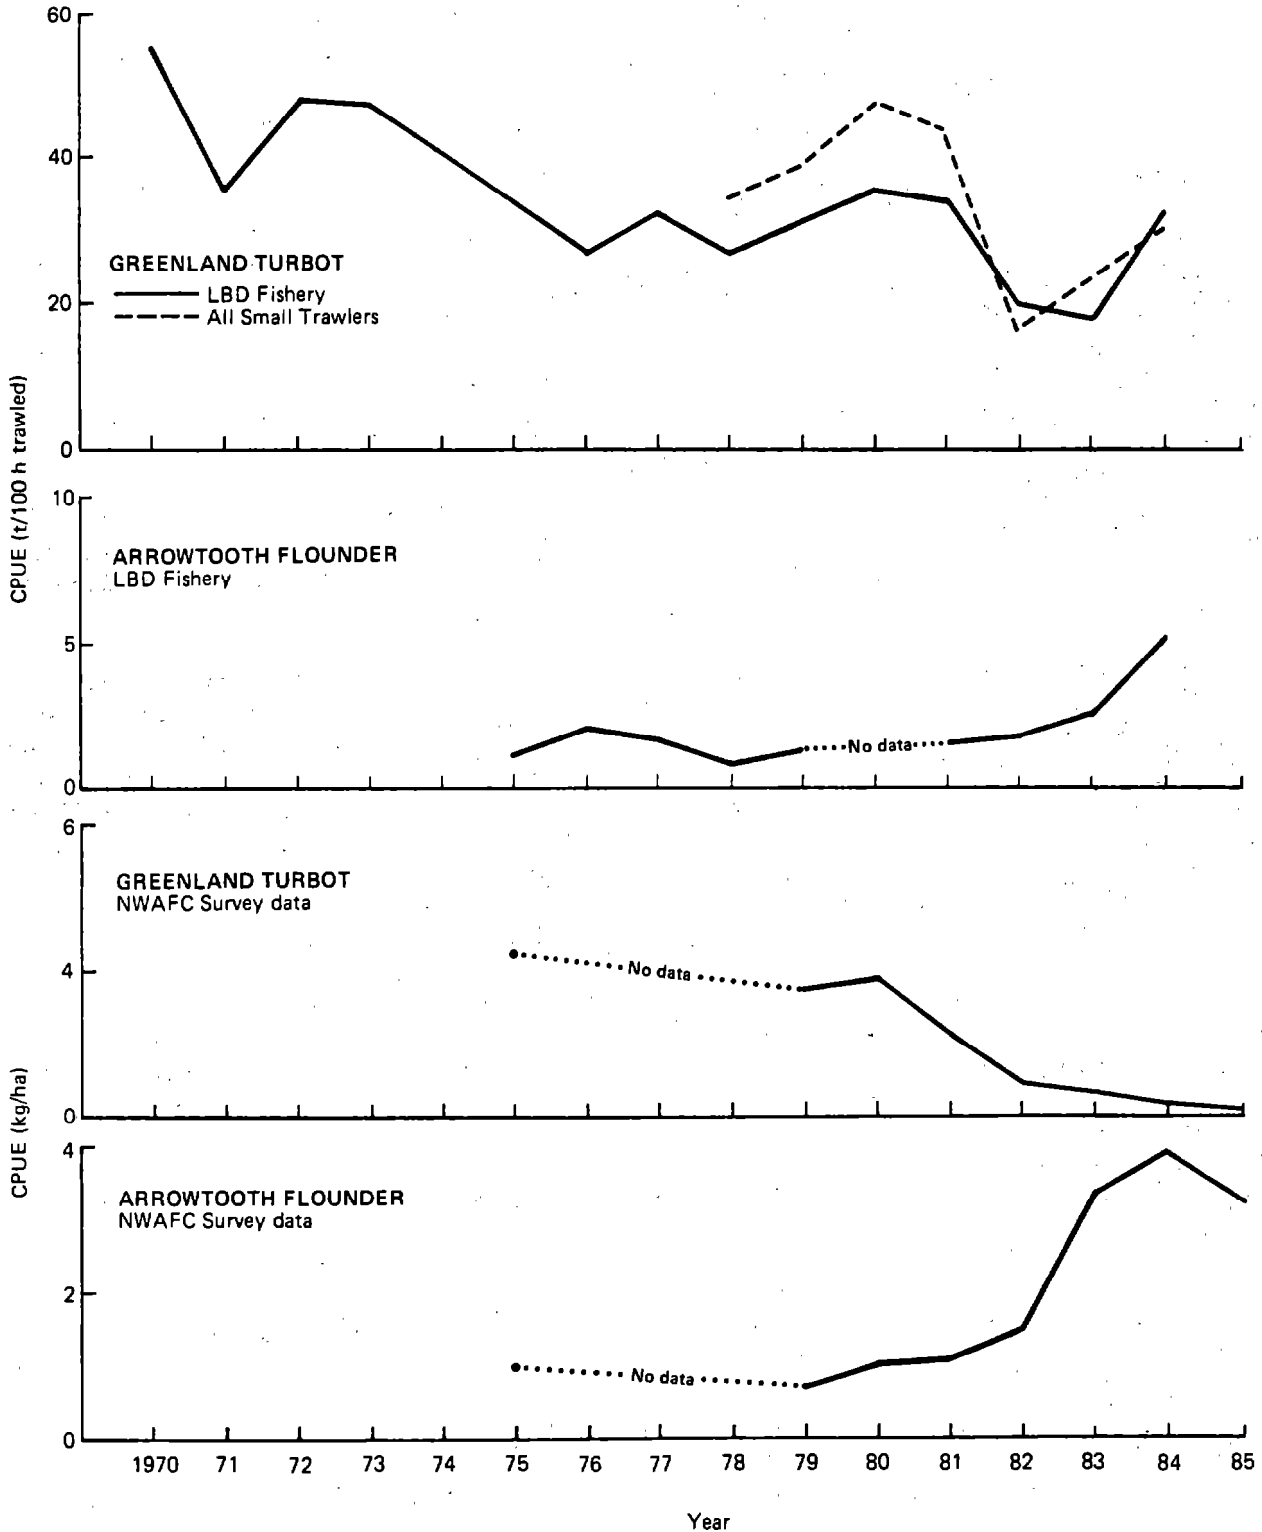 60
40
20
0
GREENLAND TURBOT
LBD Fishery
All Small Trawlers
CPUE (t/100 h trawled)
10
5
0
ARROWTOOTH FLOUNDER
LBD Fishery
No data
6
4
0
GREENLAND TURBOT
NWAFC Survey data
No data
CPUE (kg/ha)
4
2
0
ARROWTOOTH FLOUNDER
NWAFC Survey data
No data
1970 71 72 73 74 75 76 77 78 79 80 81 82 83 84 85
Year